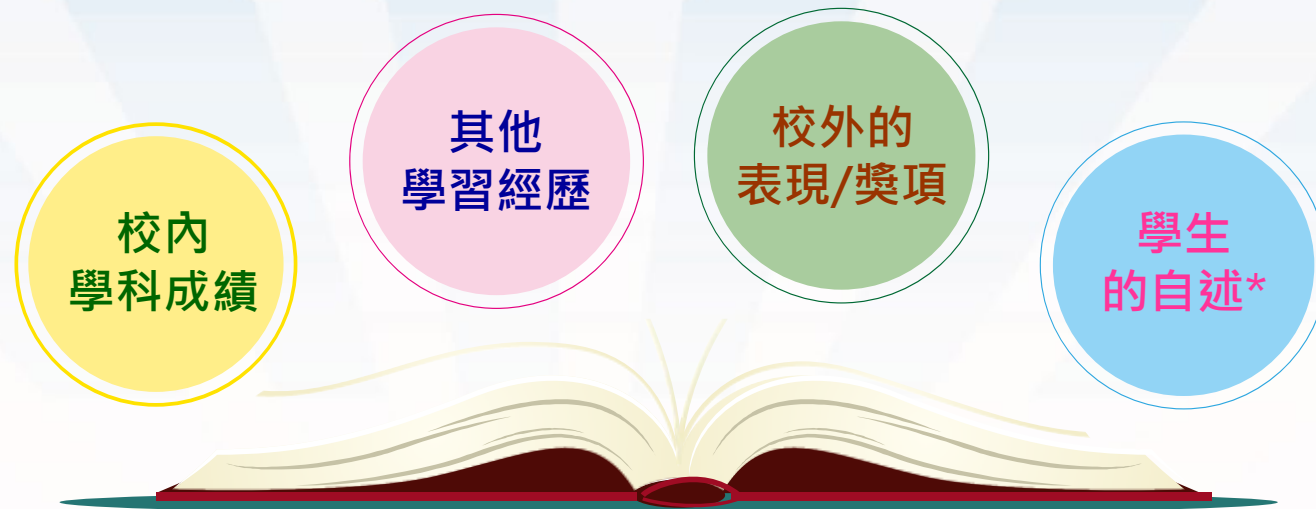 校內
學科成績
其他
學習經歷
校外的
表現/獎項
學生
的自述*